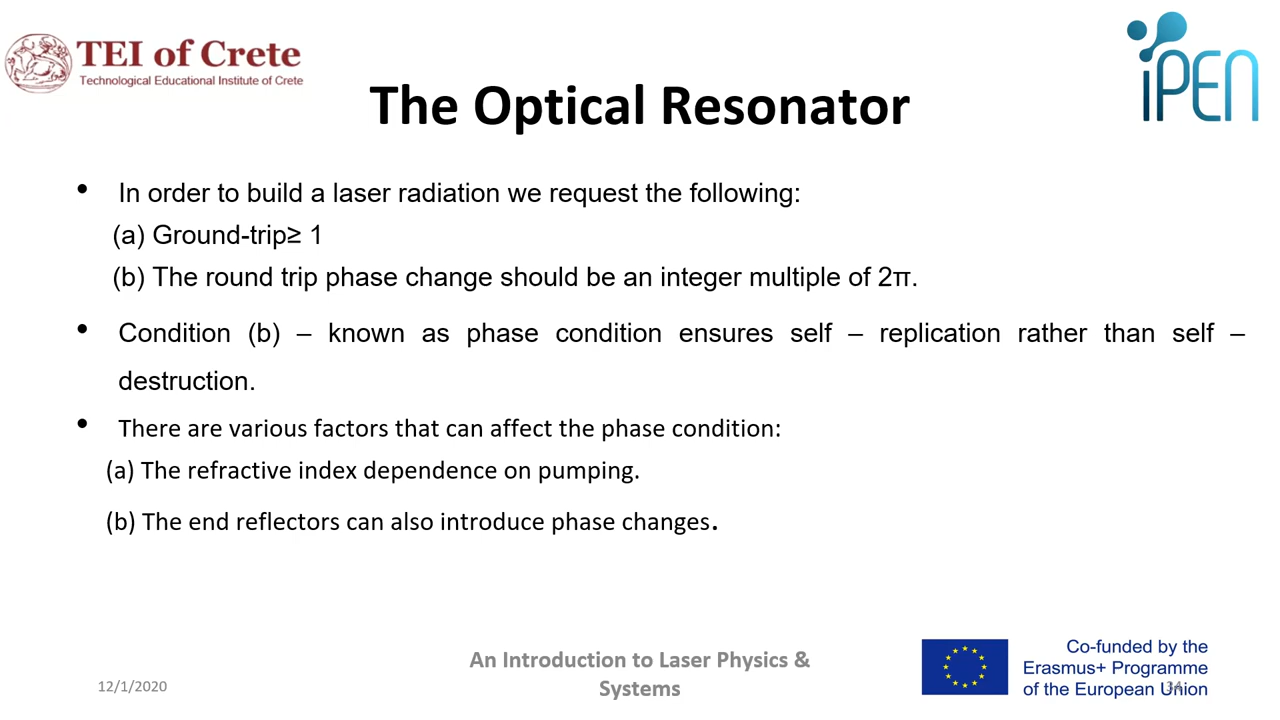 TEI of Crete
Technological Educational Institute of Crete
iPEN
The Optical Resonator
• In order to build a laser radiation we request the following:
(a) Ground-trip≥ 1
(b) The round trip phase change should be an integer multiple of 2π.
• Condition (b) – known as phase condition ensures self – replication rather than self –
destruction.
• There are various factors that can affect the phase condition:
(a) The refractive index dependence on pumping.
(b) The end reflectors can also introduce phase changes.
12/1/2020
An Introduction to Laser Physics &
Systems
Co-funded by the
Erasmus+ Programme
of the European Union
34